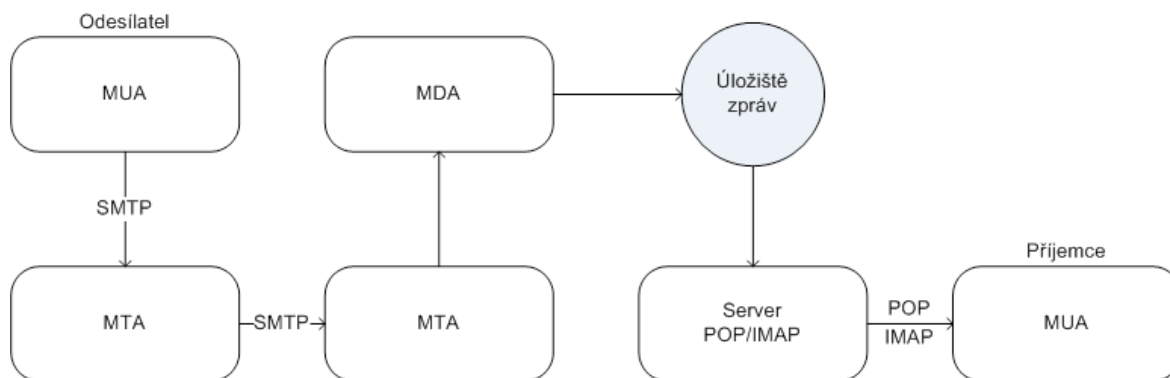 Odesílatel
MUA
SMTP
MTA
SMTP
MTA
MDA
Úložiště
zpráv
Server
POP/IMAP
POP
IMAP
Příjemce
MUA